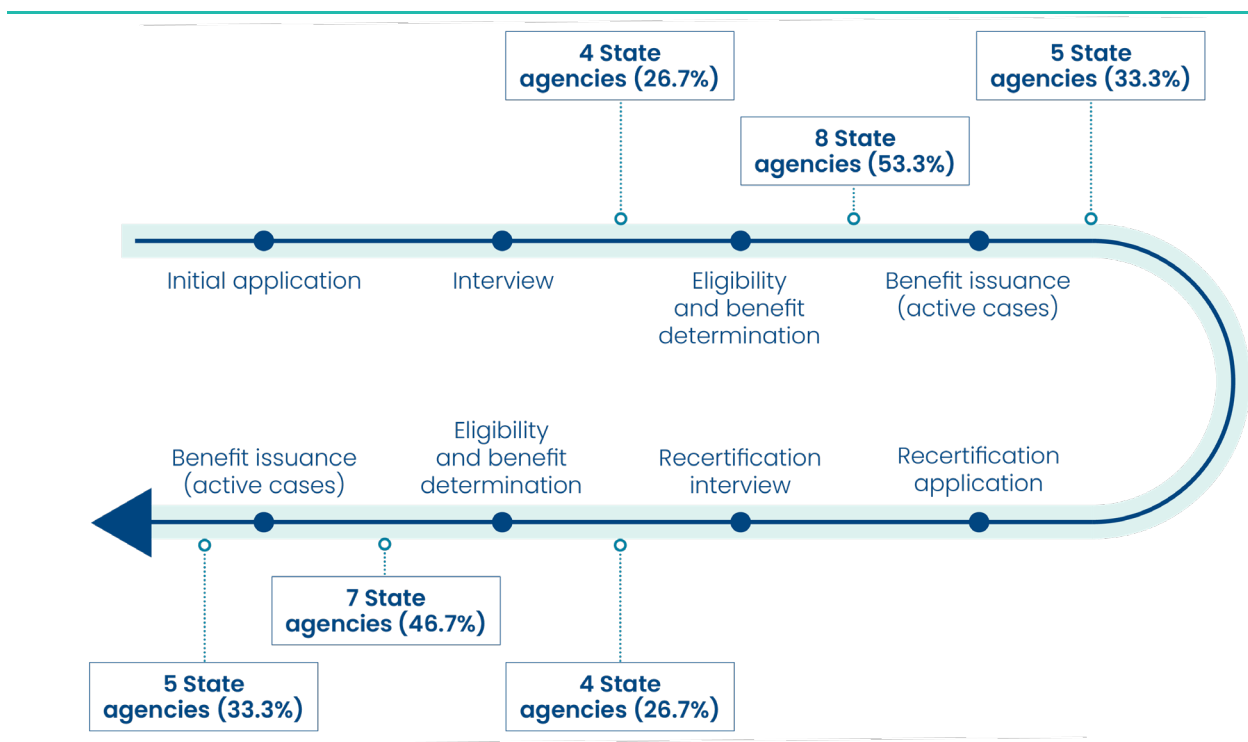 4 State
agencies (26.7%)
5 State
agencies (33.3%)
8 State
agencies (53.3%)
Initial application
Interview
Eligibility
and benefit
determination
Benefit issuance
(active cases)
Benefit issuance
(active cases)
Eligibility
and benefit
determination
Recertification
interview
Recertification
application
7 State
agencies (46.7%)
5 State
agencies (33.3%)
4 State
agencies (26.7%)